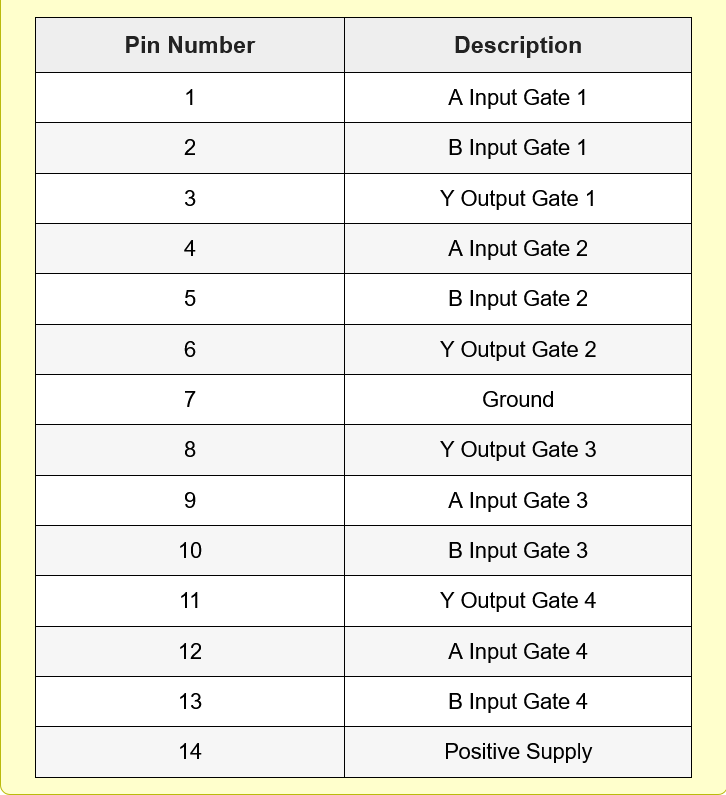 Pin Number Description
1 A Input Gate 1
2 B Input Gate 1
3 Y Output Gate 1
4 A Input Gate 2
5 B Input Gate 2
6 Y Output Gate 2
7 Ground
8 Y Output Gate 3
9 A Input Gate 3
10 B Input Gate 3
11 Y Output Gate 4
12 A Input Gate 4
13 B Input Gate 4
14 Positive Supply